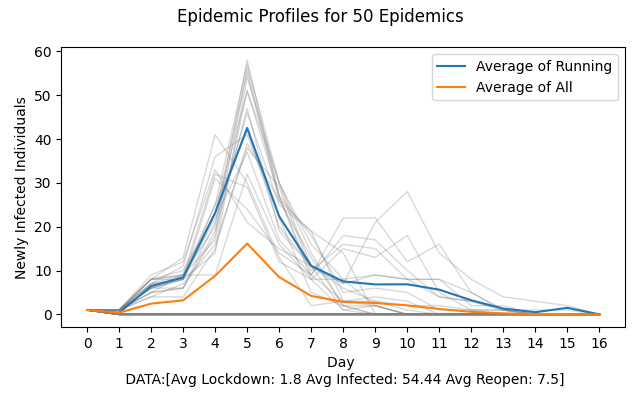 Epidemic Profiles for 50 Epidemics
60
50
40
30
20
10
0
Newly Infected Individuals
Average of Running
Average of All
0 1 2 3 4 5 6 7 8 9 10 11 12 13 14 15 16
Day
DATA:[Avg Lockdown: 1.8 Avg Infected: 54.44 Avg Reopen: 7.5]